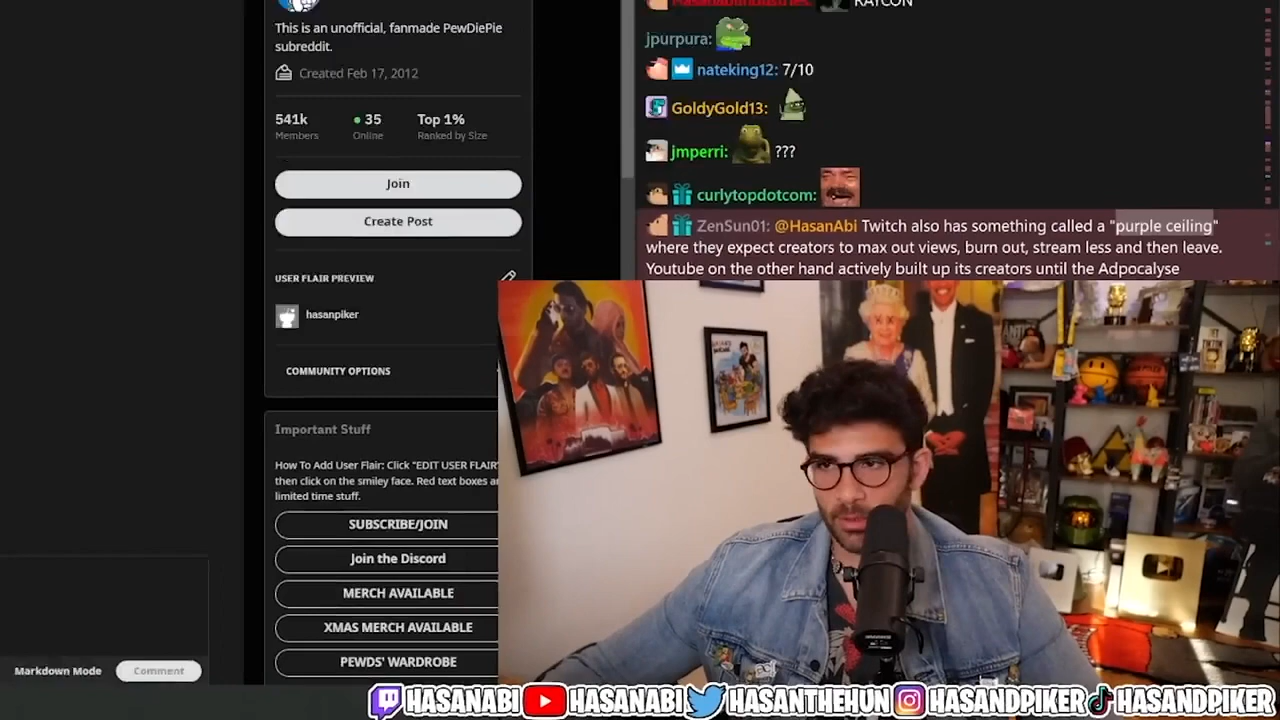 This is an unofficial, fanmade PewDiePie
subreddit.
Created Feb 17, 2012
541k
35
Top 1%
Members
Online
Ranked by Size
Join
Create Post
USER FLAIR PREVIEW
hasanpiker
COMMUNITY OPTIONS
Important Stuff
How To Add User Flair: Click "EDIT USER FLAIR"
then click on the smiley face. Red text boxes a
limited time stuff.
SUBSCRIBE/JOIN
Join the Discord
MERCH AVAILABLE
XMAS MERCH AVAILABLE
PEWDS' WARDROBE
Markdown Mode
Comment
RAYCON
jpurpura:
nateking12: 7/10
GoldyGold13:
jmperri: ???
curlytopdotcom:
ZenSun01: @HasanAbi Twitch also has something called a "purple ceiling"
where they expect creators to max out views, burn out, stream less and then leave.
Youtube on the other hand actively built up its creators until the Adpocalyse
HASANABI HASANABI HASANTHEHUN HASANDPIKER HASANDPIKER